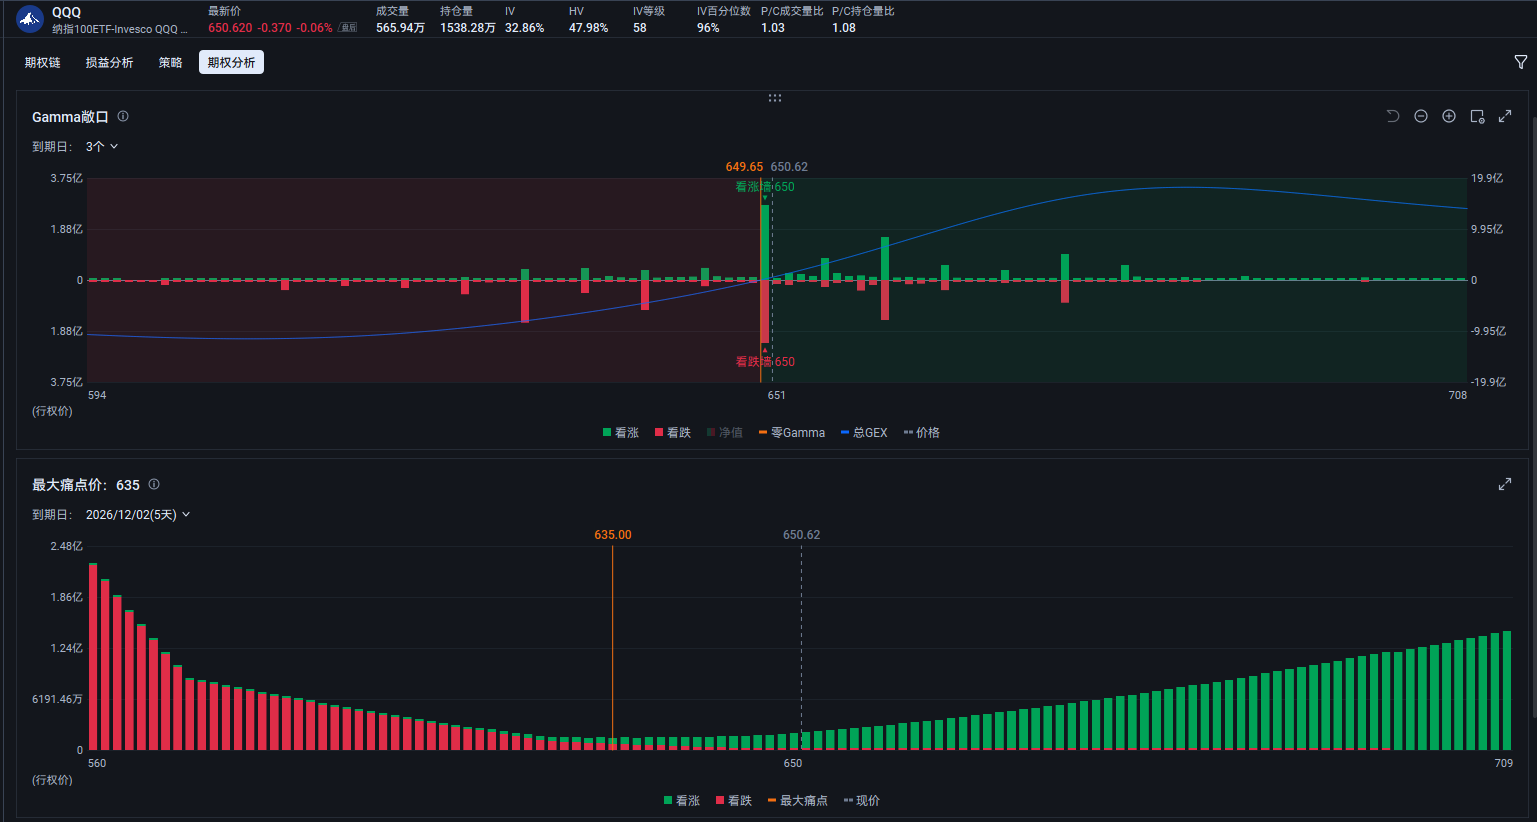 QQQ
纳指100ETF-Invesco QQQ ...
最新价
650.620 -0.370 -0.06% 盘后
成交量
565.94万
持仓量
1538.28万
IV
32.86%
HV
47.98%
IV等级
58
IV百分位数
96%
P/C成交量比
1.03
P/C持仓量比
1.08
期权链 损益分析 策略 期权分析
Gamma敞口
到期日: 3个
649.65 650.62
3.75亿
1.88亿
0
1.88亿
3.75亿
19.9亿
9.95亿
0
-9.95亿
-19.9亿
看涨墙 650
看跌墙 650
594 651 708
(行权价)
看涨 看跌 净值 零Gamma 总GEX 价格
最大痛点价: 635
到期日: 2026/12/02(5天)
635.00 650.62
2.48亿
1.86亿
1.24亿
6191.46万
0
560 650 709
(行权价)
看涨 看跌 最大痛点 现价